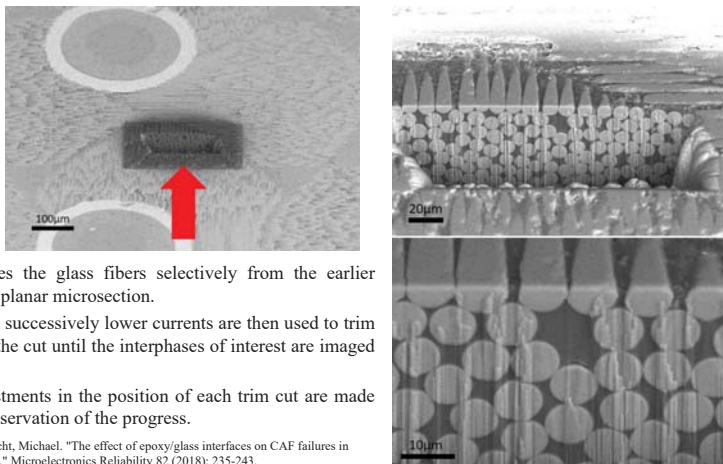 100µm
20µm
10µm
es the glass fibers selectively from the earlier
planar microsection.
successively lower currents are then used to trim
the cut until the interphases of interest are imaged
stments in the position of each trim cut are made
servation of the progress.
cht, Michael. "The effect of epoxy/glass interfaces on CAF failures in
." Microelectronics Reliability 82 (2018): 235-243.